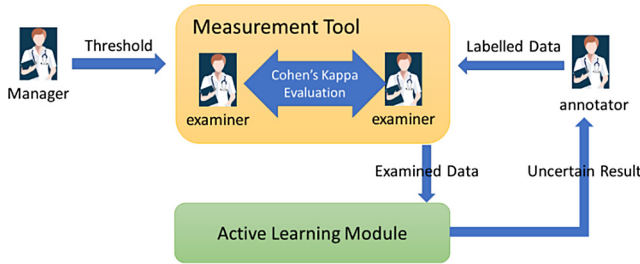 Measurement Tool
Threshold
Labelled Data
Cohen's Kappa
Evaluation
Manager
examiner
examiner
annotator
Examined Data
Uncertain Result
Active Learning Module